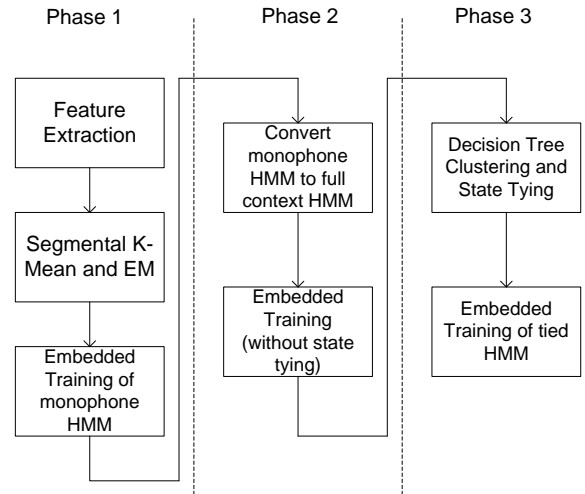 Phase 1
Phase 2
Phase 3
Feature
Extraction
Segmental K-
Mean and EM
Embedded
Training of
monophone
HMM
Convert
monophone
HMM to full
context HMM
Embedded
Training
(without state
tying)
Decision Tree
Clustering and
State Tying
Embedded
Training of tied
HMM